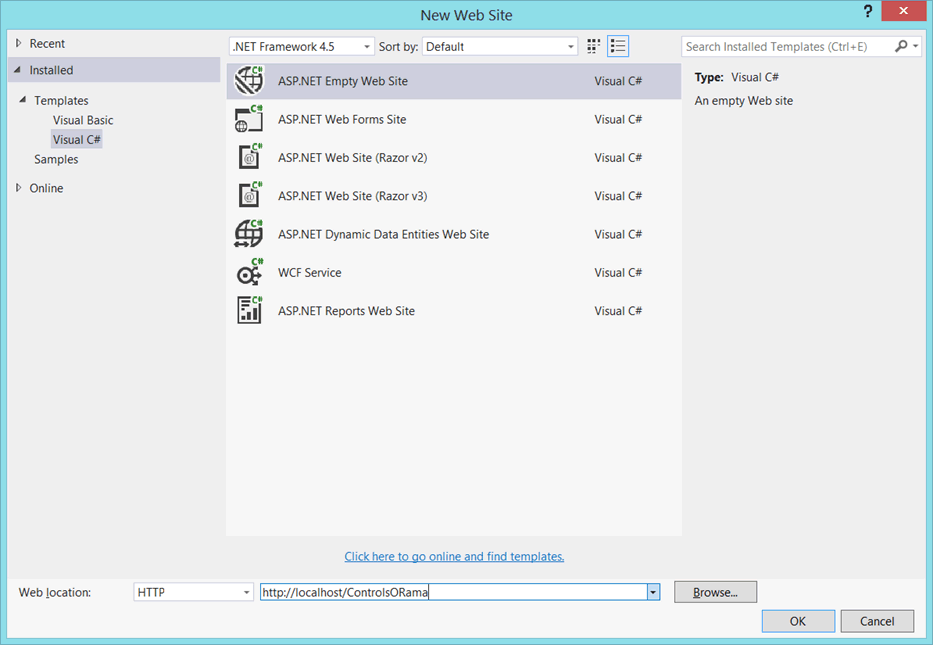 New Web Site
?
Recent
.NET Framework 4.5 Sort by: Default Search Installed Templates (Ctrl+E)
Installed
Templates
Visual Basic
Visual C#
Samples
Online
C# ASP.NET Empty Web Site Visual C#
C# ASP.NET Web Forms Site Visual C#
C# @ ASP.NET Web Site (Razor v2) Visual C#
C# @ ASP.NET Web Site (Razor v3) Visual C#
C# ASP.NET Dynamic Data Entities Web Site Visual C#
C# WCF Service Visual C#
C# ASP.NET Reports Web Site Visual C#
Type: Visual C#
An empty Web site
Click here to go online and find templates.
Web location: HTTP http://localhost/ControlsORama Browse...
OK Cancel